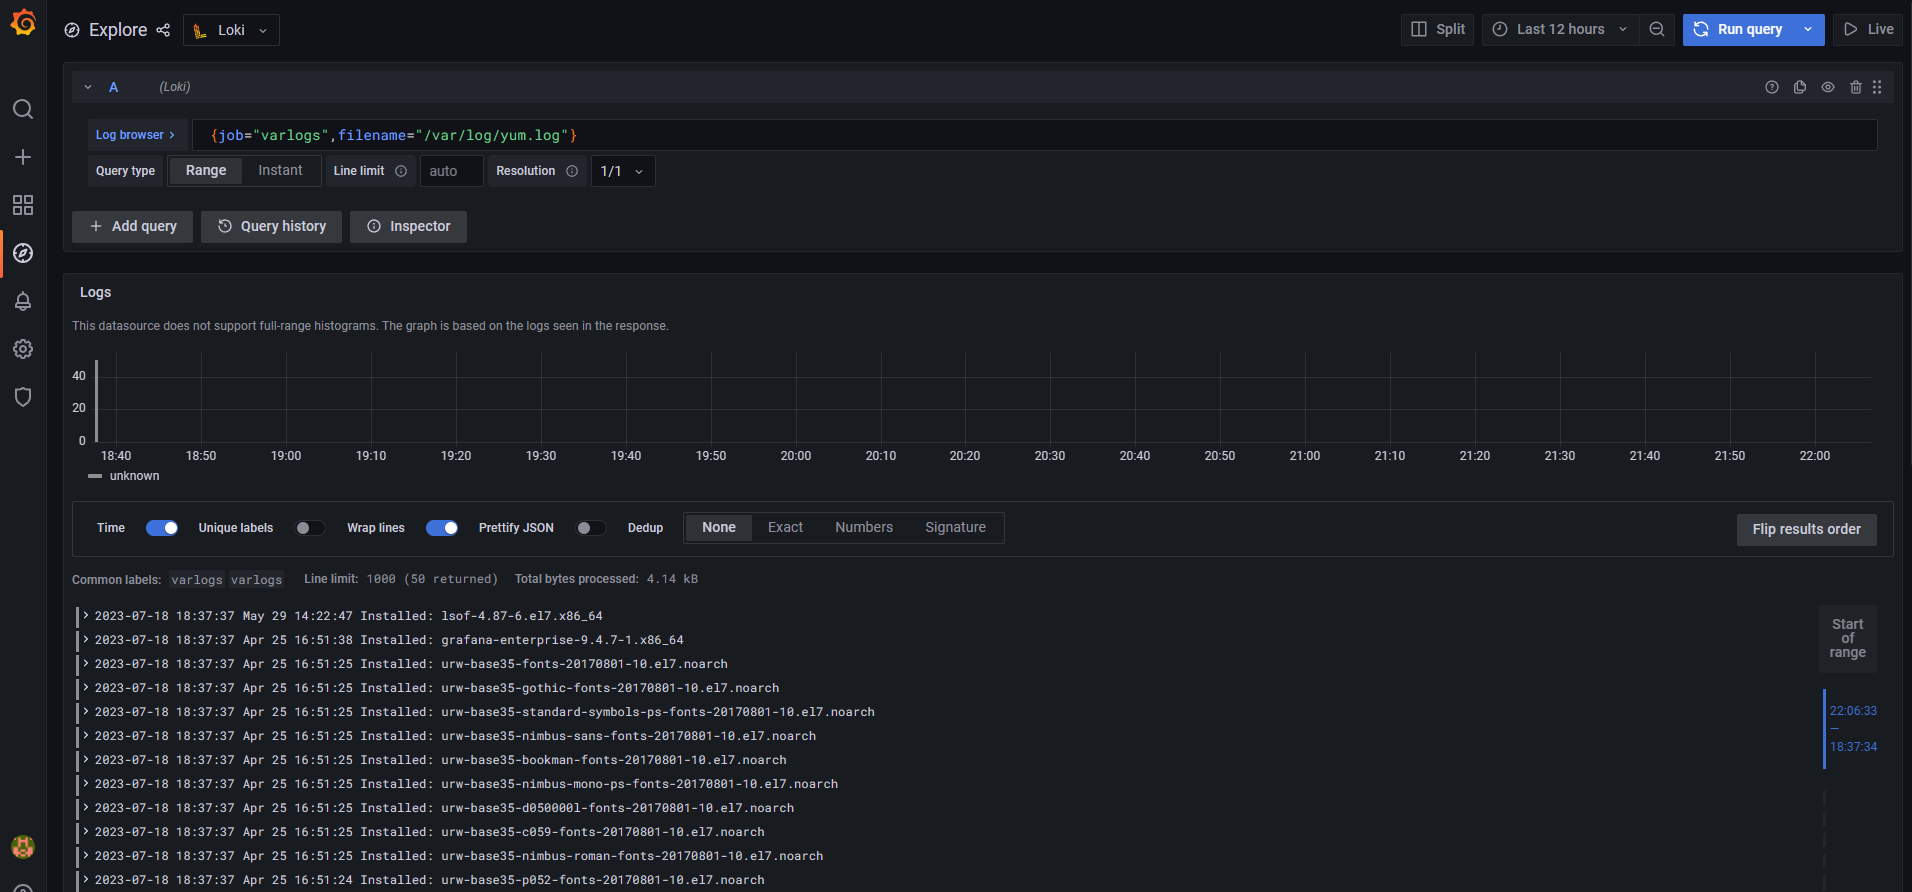 Explore Loki Split Last 12 hours Run query Live
A (Loki)
Log browser > {job="varlogs",filename="/var/log/yum.log"}
Query type Range Instant Line limit auto Resolution 1/1
+ Add query Query history Inspector
Logs
This datasource does not support full-range histograms. The graph is based on the logs seen in the response.
40
20
0
18:40 18:50 19:00 19:10 19:20 19:30 19:40 19:50 20:00 20:10 20:20 20:30 20:40 20:50 21:00 21:10 21:20 21:30 21:40 21:50 22:00
unknown
Time Unique labels Wrap lines Prettify JSON Dedup None Exact Numbers Signature Flip results order
Common labels: varlogs varlogs Line limit: 1000 (50 returned) Total bytes processed: 4.14 kB
> 2023-07-18 18:37:37 May 29 14:22:47 Installed: lsof-4.87-6.el7.x86_64
> 2023-07-18 18:37:37 Apr 25 16:51:38 Installed: grafana-enterprise-9.4.7-1.x86_64
> 2023-07-18 18:37:37 Apr 25 16:51:25 Installed: urw-base35-fonts-20170801-10.el7.noarch
> 2023-07-18 18:37:37 Apr 25 16:51:25 Installed: urw-base35-gothic-fonts-20170801-10.el7.noarch
> 2023-07-18 18:37:37 Apr 25 16:51:25 Installed: urw-base35-standard-symbols-ps-fonts-20170801-10.el7.noarch
> 2023-07-18 18:37:37 Apr 25 16:51:25 Installed: urw-base35-nimbus-sans-fonts-20170801-10.el7.noarch
> 2023-07-18 18:37:37 Apr 25 16:51:25 Installed: urw-base35-bookman-fonts-20170801-10.el7.noarch
> 2023-07-18 18:37:37 Apr 25 16:51:25 Installed: urw-base35-nimbus-mono-ps-fonts-20170801-10.el7.noarch
> 2023-07-18 18:37:37 Apr 25 16:51:25 Installed: urw-base35-d050000l-fonts-20170801-10.el7.noarch
> 2023-07-18 18:37:37 Apr 25 16:51:25 Installed: urw-base35-c059-fonts-20170801-10.el7.noarch
> 2023-07-18 18:37:37 Apr 25 16:51:25 Installed: urw-base35-nimbus-roman-fonts-20170801-10.el7.noarch
> 2023-07-18 18:37:37 Apr 25 16:51:24 Installed: urw-base35-p052-fonts-20170801-10.el7.noarch
Start
of
range
22:06:33
—
18:37:34